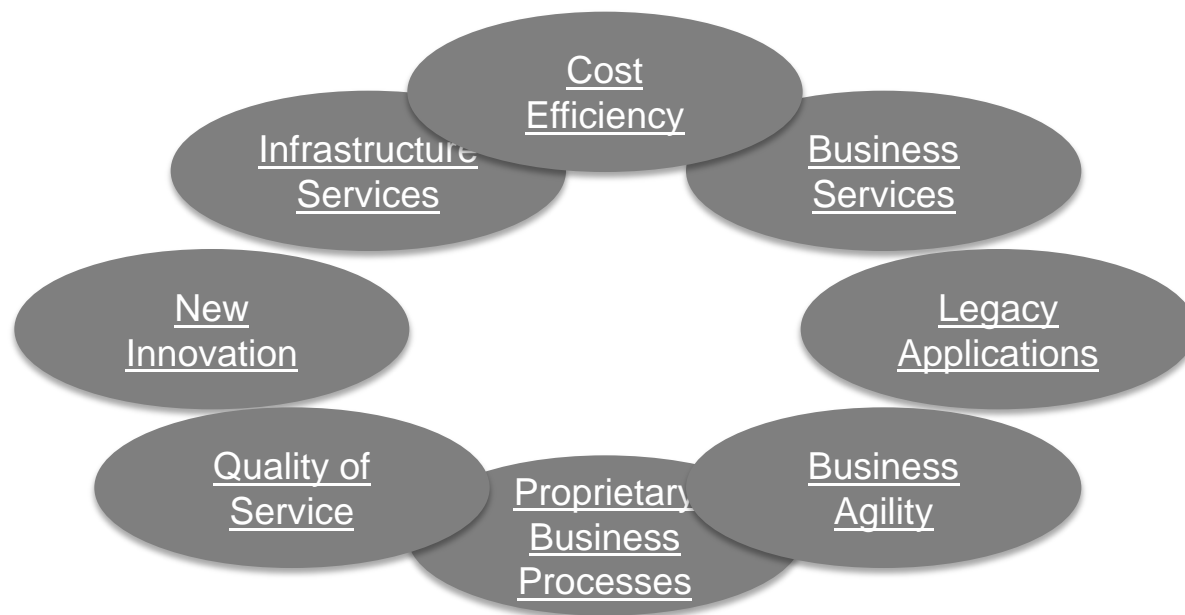 Cost
Efficiency
Infrastructure
Services
Business
Services
New
Innovation
Legacy
Applications
Quality of
Service
Proprietary
Business
Processes
Business
Agility